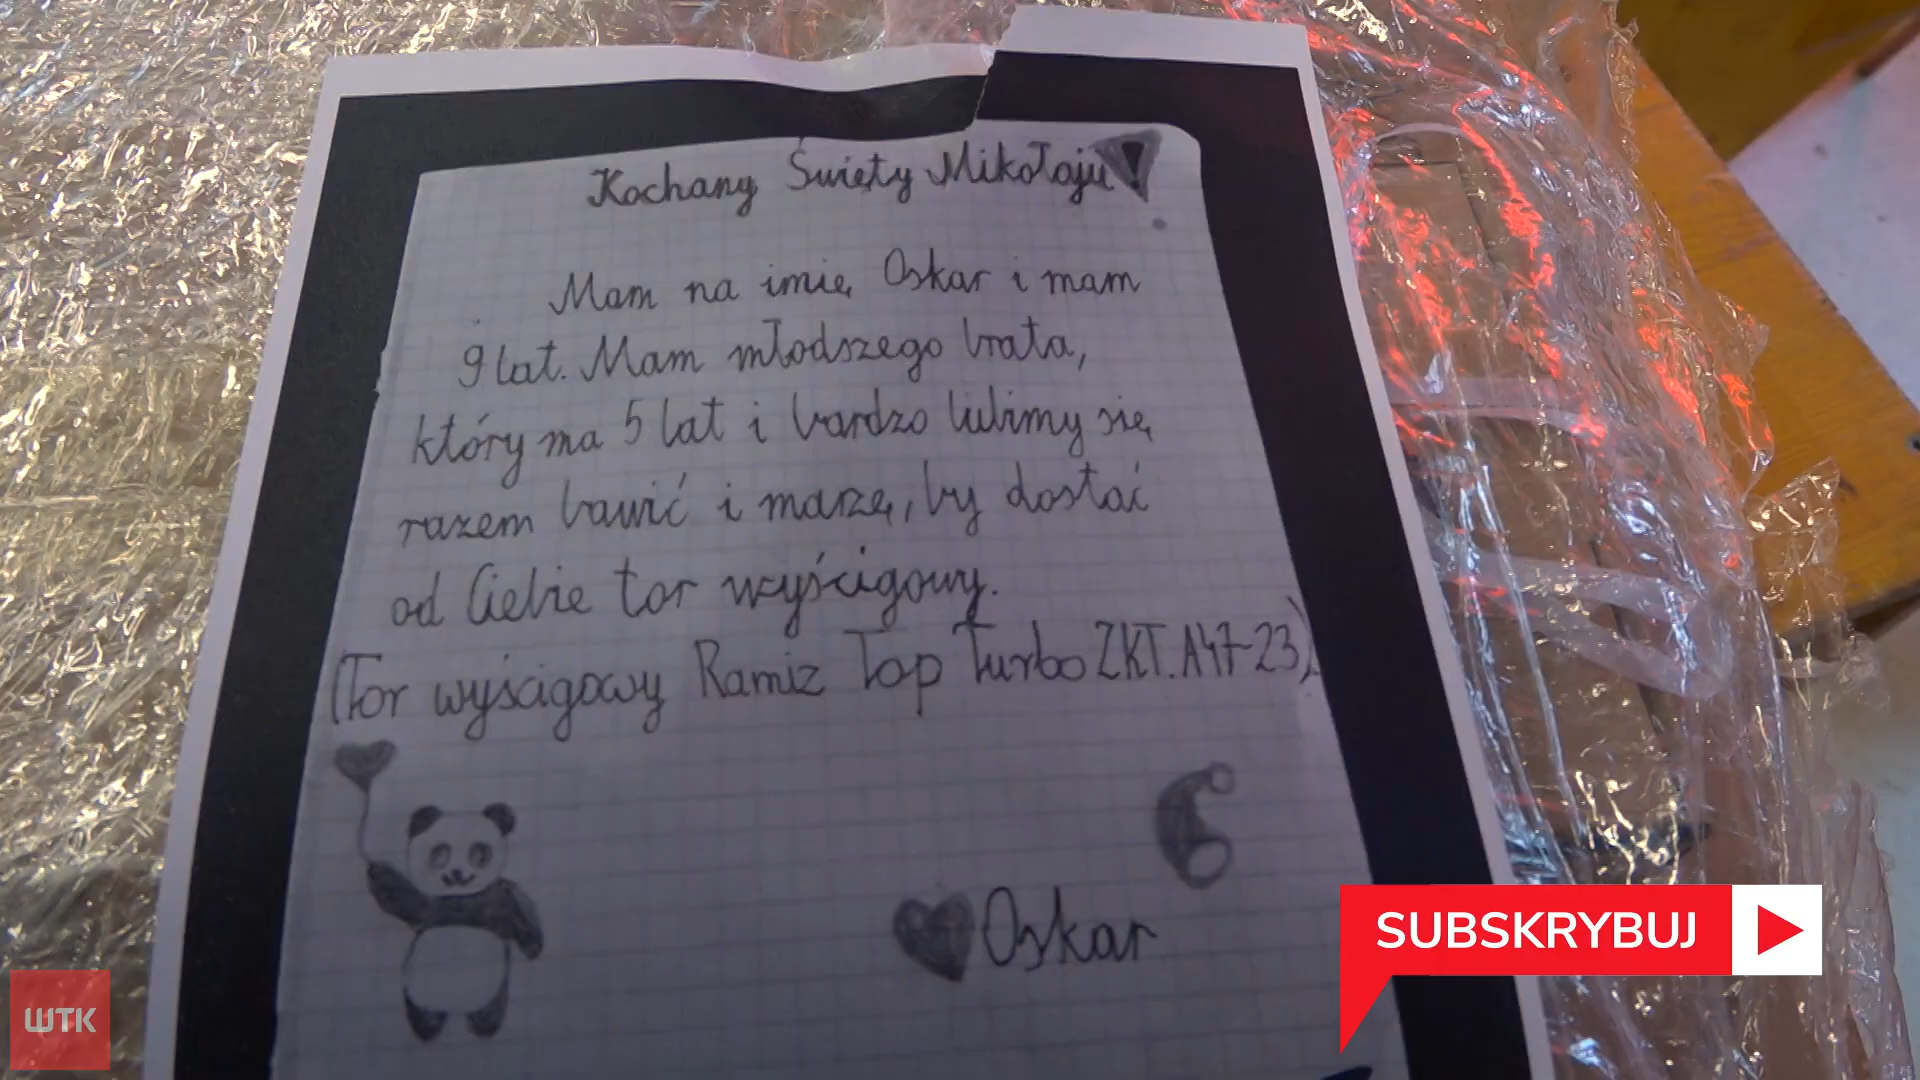 Kochany Święty Mikołaju!
Mam na imię Oskar i mam
9 lat. Mam młodszego brata,
który ma 5 lat i bardzo lubimy się
razem bawić i marzę, by dostać
od Ciebie tor wyścigowy.
(Tor wyścigowy Ramiz Top Turbo ZKT.A47-23).
Oskar
SUBSKRYBUJ
WTK